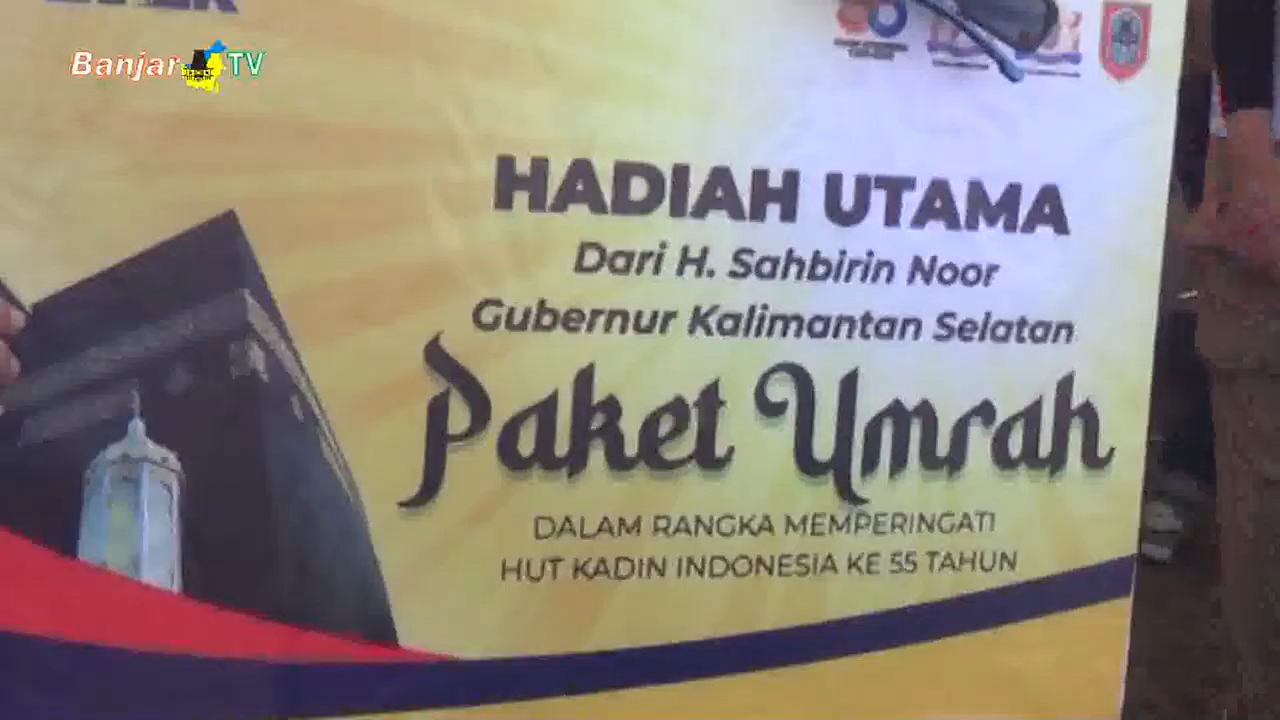 Banjar TV
HADIAH UTAMA
Dari H. Sahbirin Noor
Gubernur Kalimantan Selatan
Paket Umrah
DALAM RANGKA MEMPERINGATI
HUT KADIN INDONESIA KE 55 TAHUN